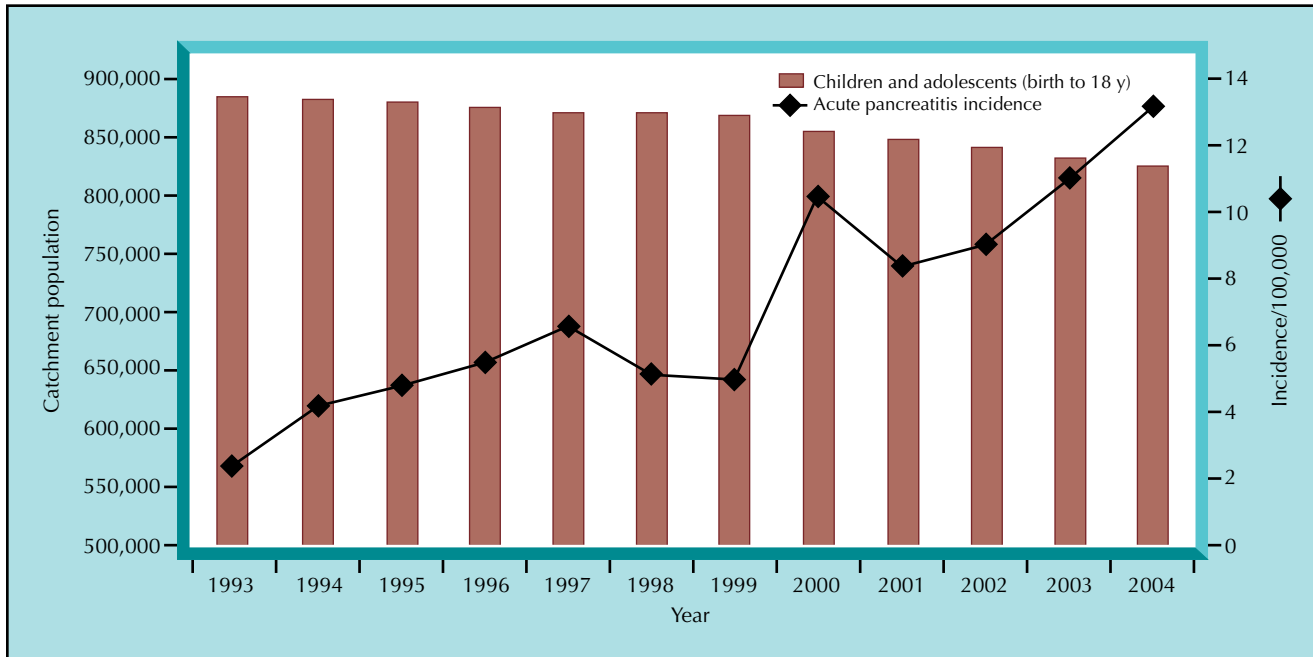 Children and adolescents (birth to 18 y)
Acute pancreatitis incidence
Catchment population
900,000
850,000
800,000
750,000
700,000
650,000
600,000
550,000
500,000
14
12
10
8
6
4
2
0
Incidence/100,000
1993 1994 1995 1996 1997 1998 1999 2000 2001 2002 2003 2004
Year